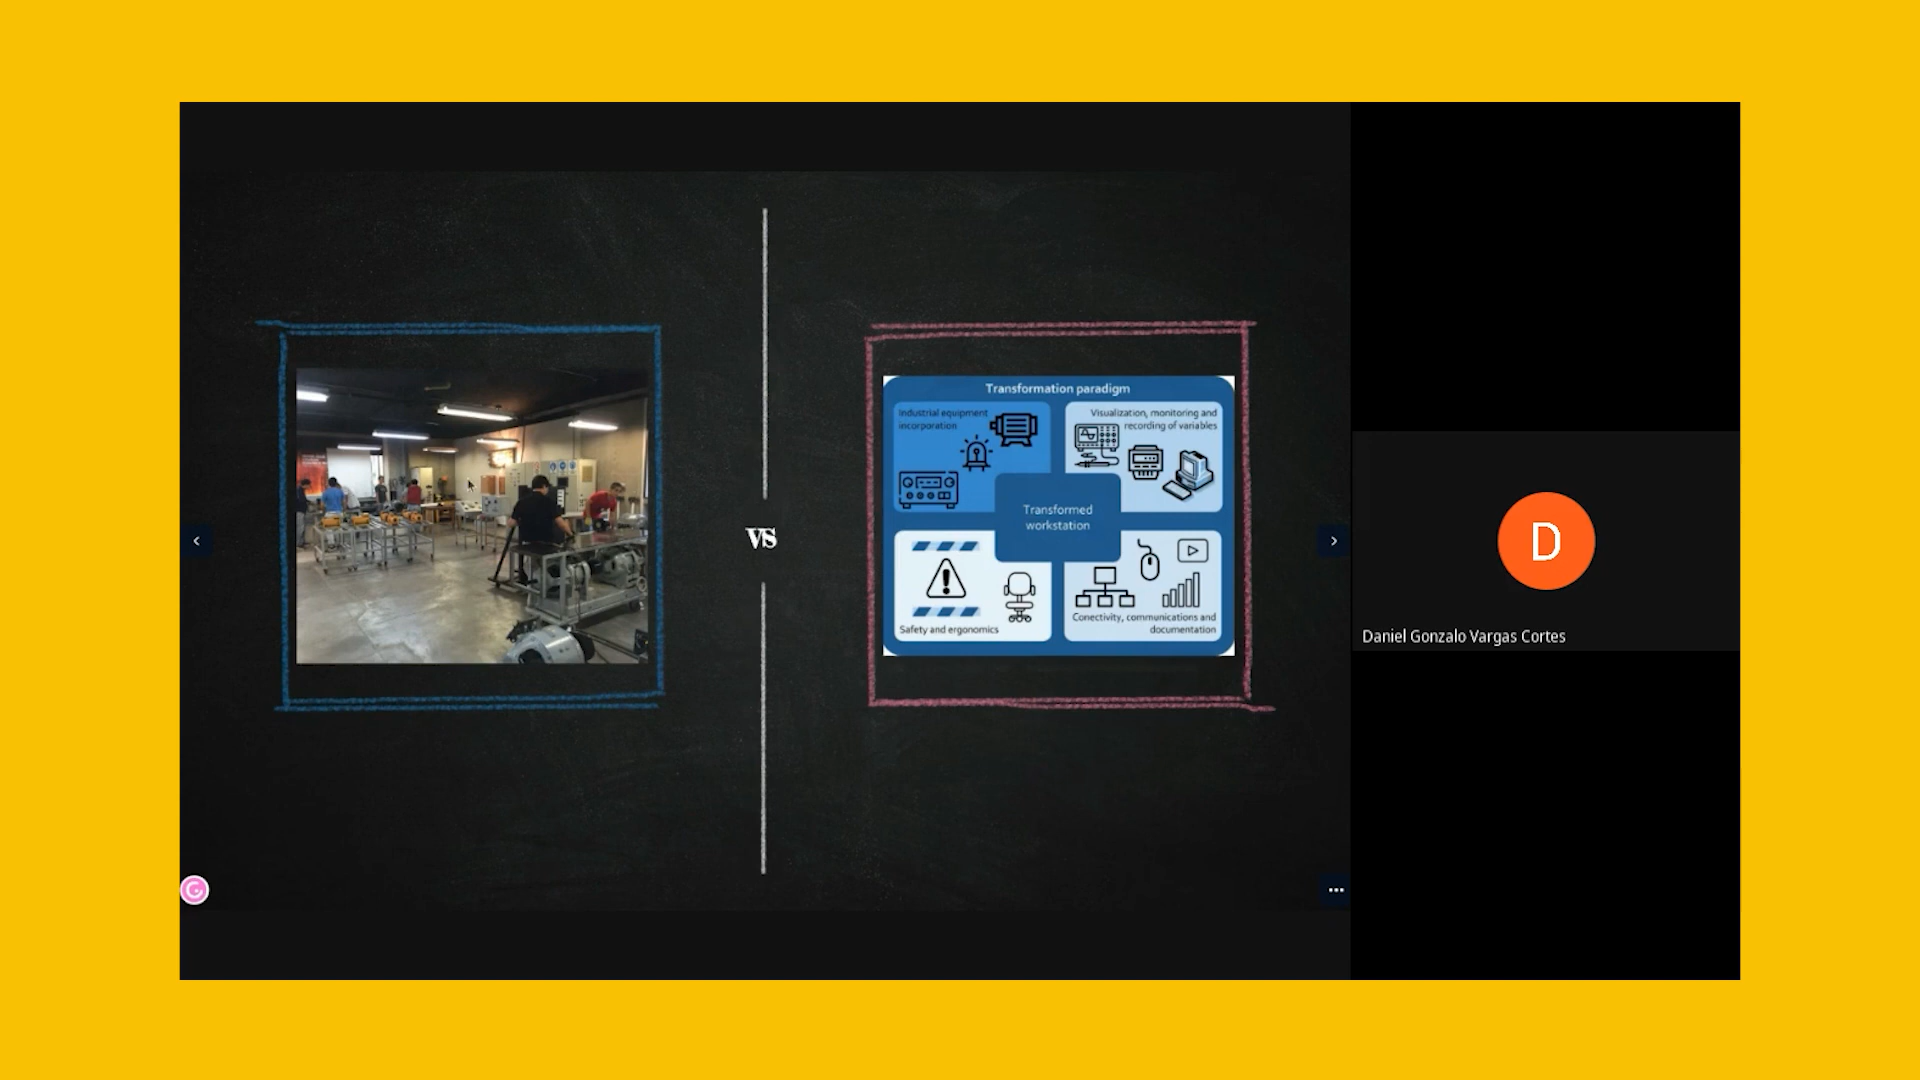 VS
Transformation paradigm
Industrial equipment
incorporation
Visualization, monitoring and
recording of variables
Transformed
workstation
Safety and ergonomics
Conectivity, communications and
documentation
D
Daniel Gonzalo Vargas Cortes